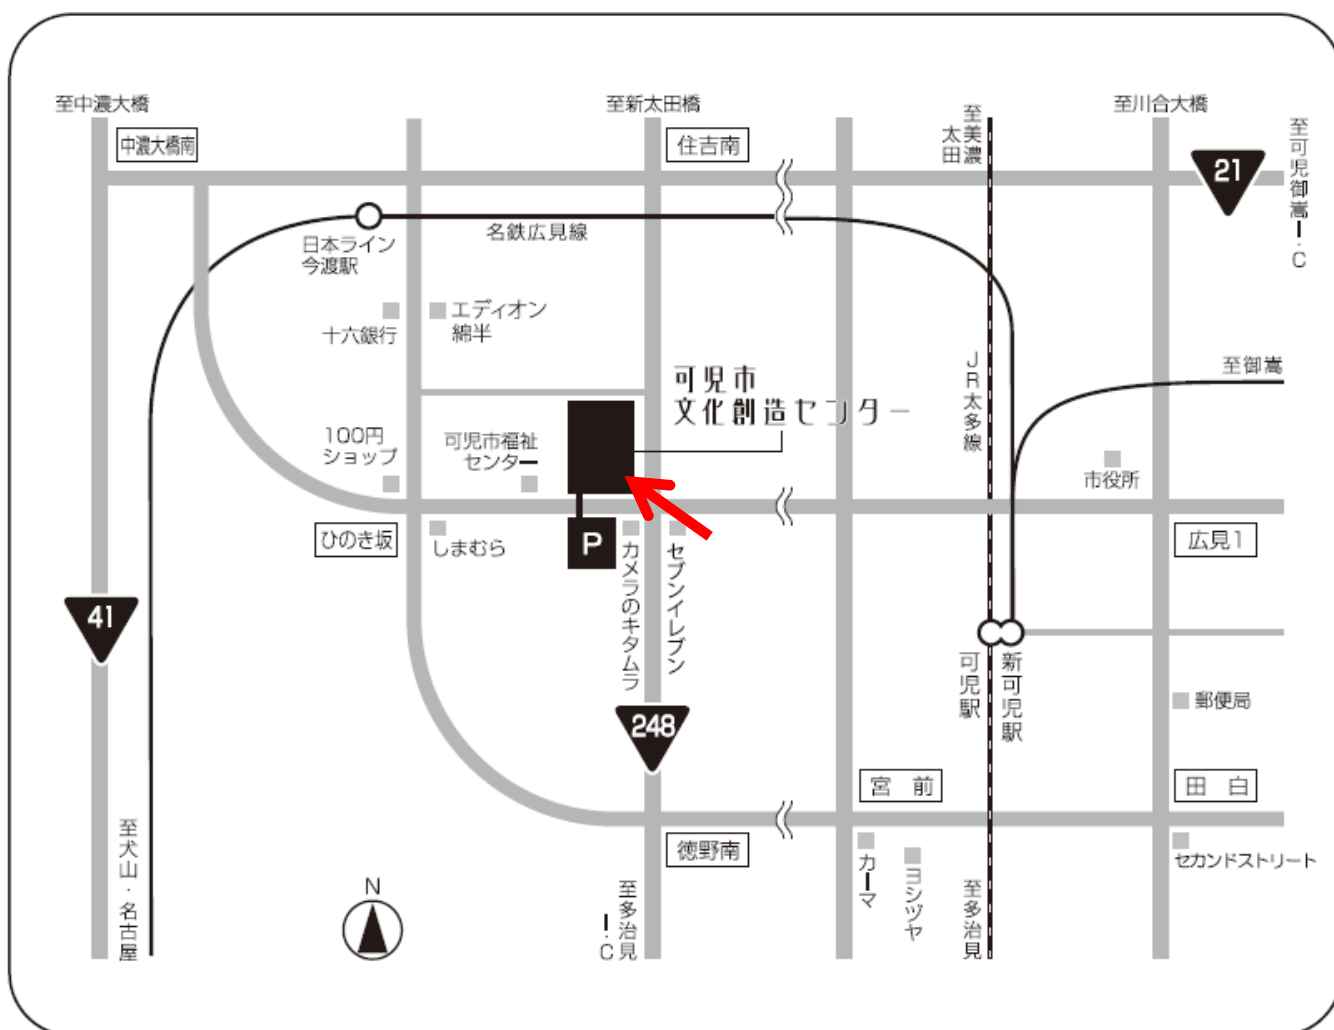 至中濃大橋
至新太田橋
至川合大橋
中濃大橋南
住吉南
至美濃
太田
至可児御嵩I・C
21
日本ライン
今渡駅
名鉄広見線
十六銀行
エディオン
綿半
JR太多線
至御嵩
可児市
文化創造センター
100円
ショップ
可児市福祉
センター
市役所
ひのき坂
しまむら
P
カメラのキタムラ
セブンイレブン
広見1
41
可児駅
新可児駅
郵便局
248
宮前
田白
徳野南
カーマ
ヨシヅヤ
セカンドストリート
至犬山・名古屋
N
至多治見
I・C
至多治見